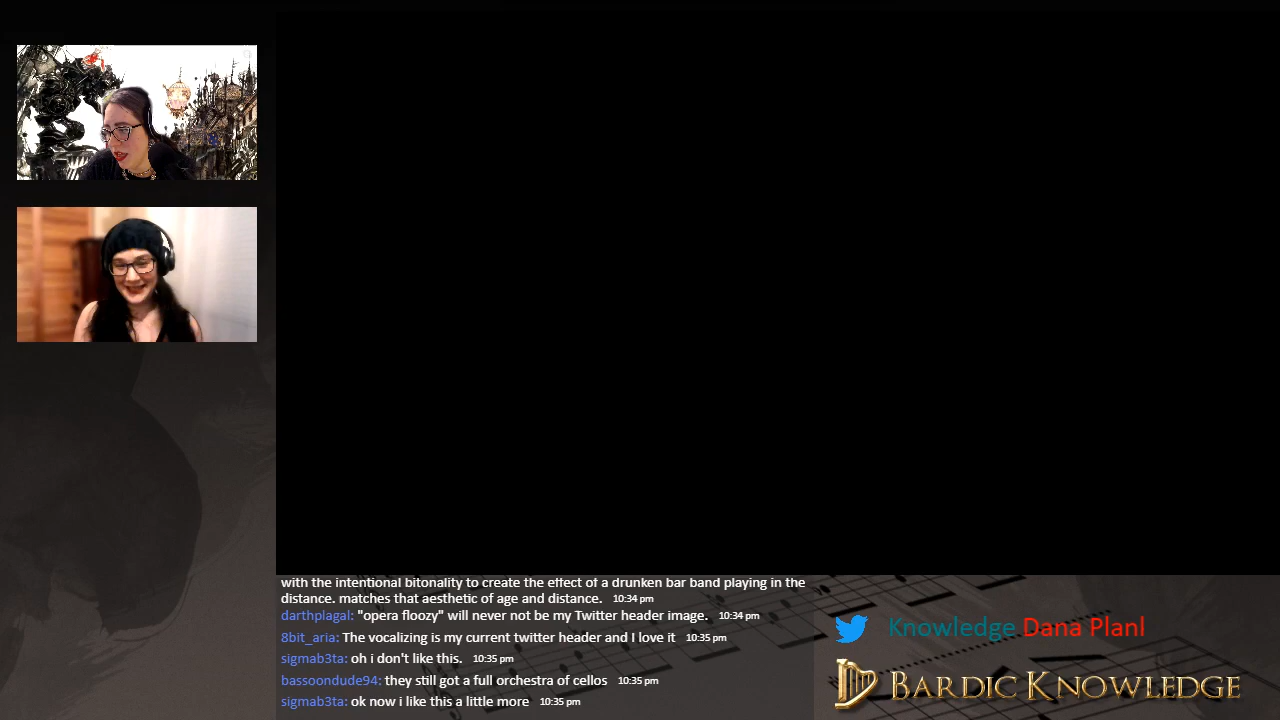 with the intentional bitonality to create the effect of a drunken bar band playing in the
distance. matches that aesthetic of age and distance. 10:34 pm
darthplagal: "opera floozy" will never not be my Twitter header image. 10:34 pm
8bit_aria: The vocalizing is my current twitter header and I love it 10:35 pm
sigmab3ta: oh i don't like this. 10:35 pm
bassoondude94: they still got a full orchestra of cellos 10:35 pm
sigmab3ta: ok now i like this a little more 10:35 pm
Knowledge Dana Planl
BARDIC KNOWLEDGE